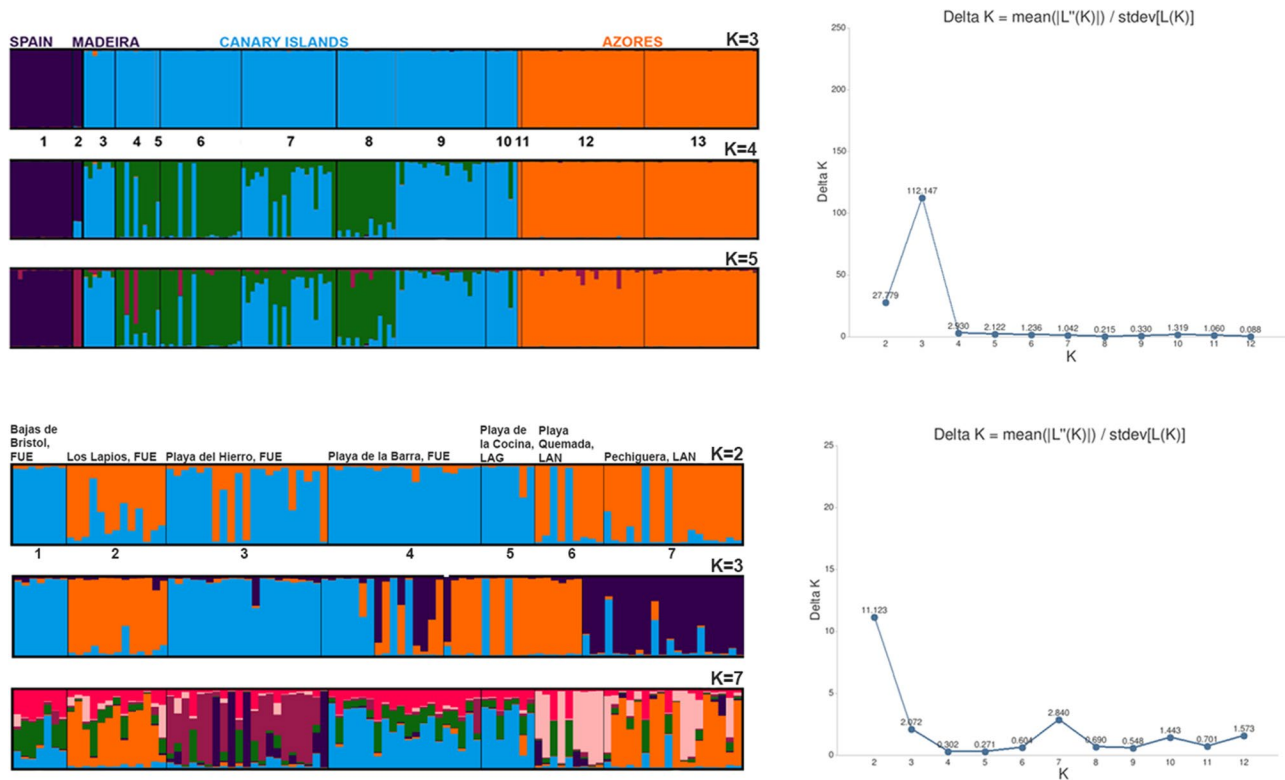 SPAIN MADEIRA CANARY ISLANDS AZORES K=3
1 2 3 4 5 6 7 8 9 10 11 12 13
K=4
K=5
Delta K = mean(|L"(K)|) / stdev[L(K)]
250
200
150
100
50
0
Delta K
27.779 112.147 2.930 2.122 1.236 1.042 0.215 0.330 1.319 1.060 0.088
2 3 4 5 6 7 8 9 10 11 12
K
Bajas de
Bristol,
FUE
Los Lapios, FUE
Playa del Hierro, FUE
Playa de la Barra, FUE
Playa de
la Cocina,
LAG
Playa
Quemada,
LAN
Pechiguera, LAN
K=2
1 2 3 4 5 6 7
K=3
K=7
Delta K = mean(|L"(K)|) / stdev[L(K)]
25
20
15
10
5
0
Delta K
11.123 2.072 0.302 0.271 0.604 2.840 0.690 0.548 1.443 0.701 1.573
2 3 4 5 6 7 8 9 10 11 12
K